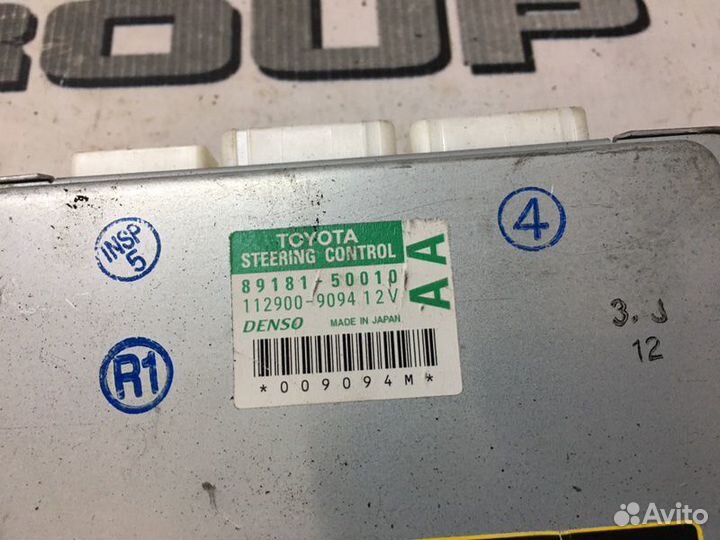 ROUP
INSP
5
4
TOYOTA
STEERING CONTROL
89181-50010
112900-9094 12V
AA
DENSO MADE IN JAPAN
*009094M*
R1
3. J
12
Avito